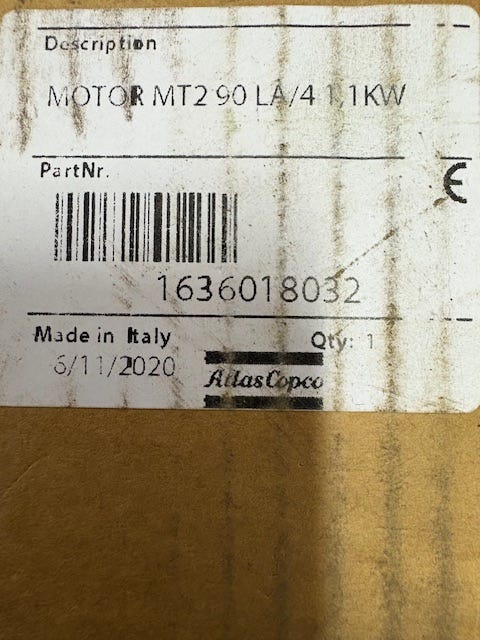 Description
MOTOR MT2 90 LA/4 1,1KW
PartNr.
CE
1636018032
Made in Italy
Qty: 1
6/11/2020
AtlasCopco